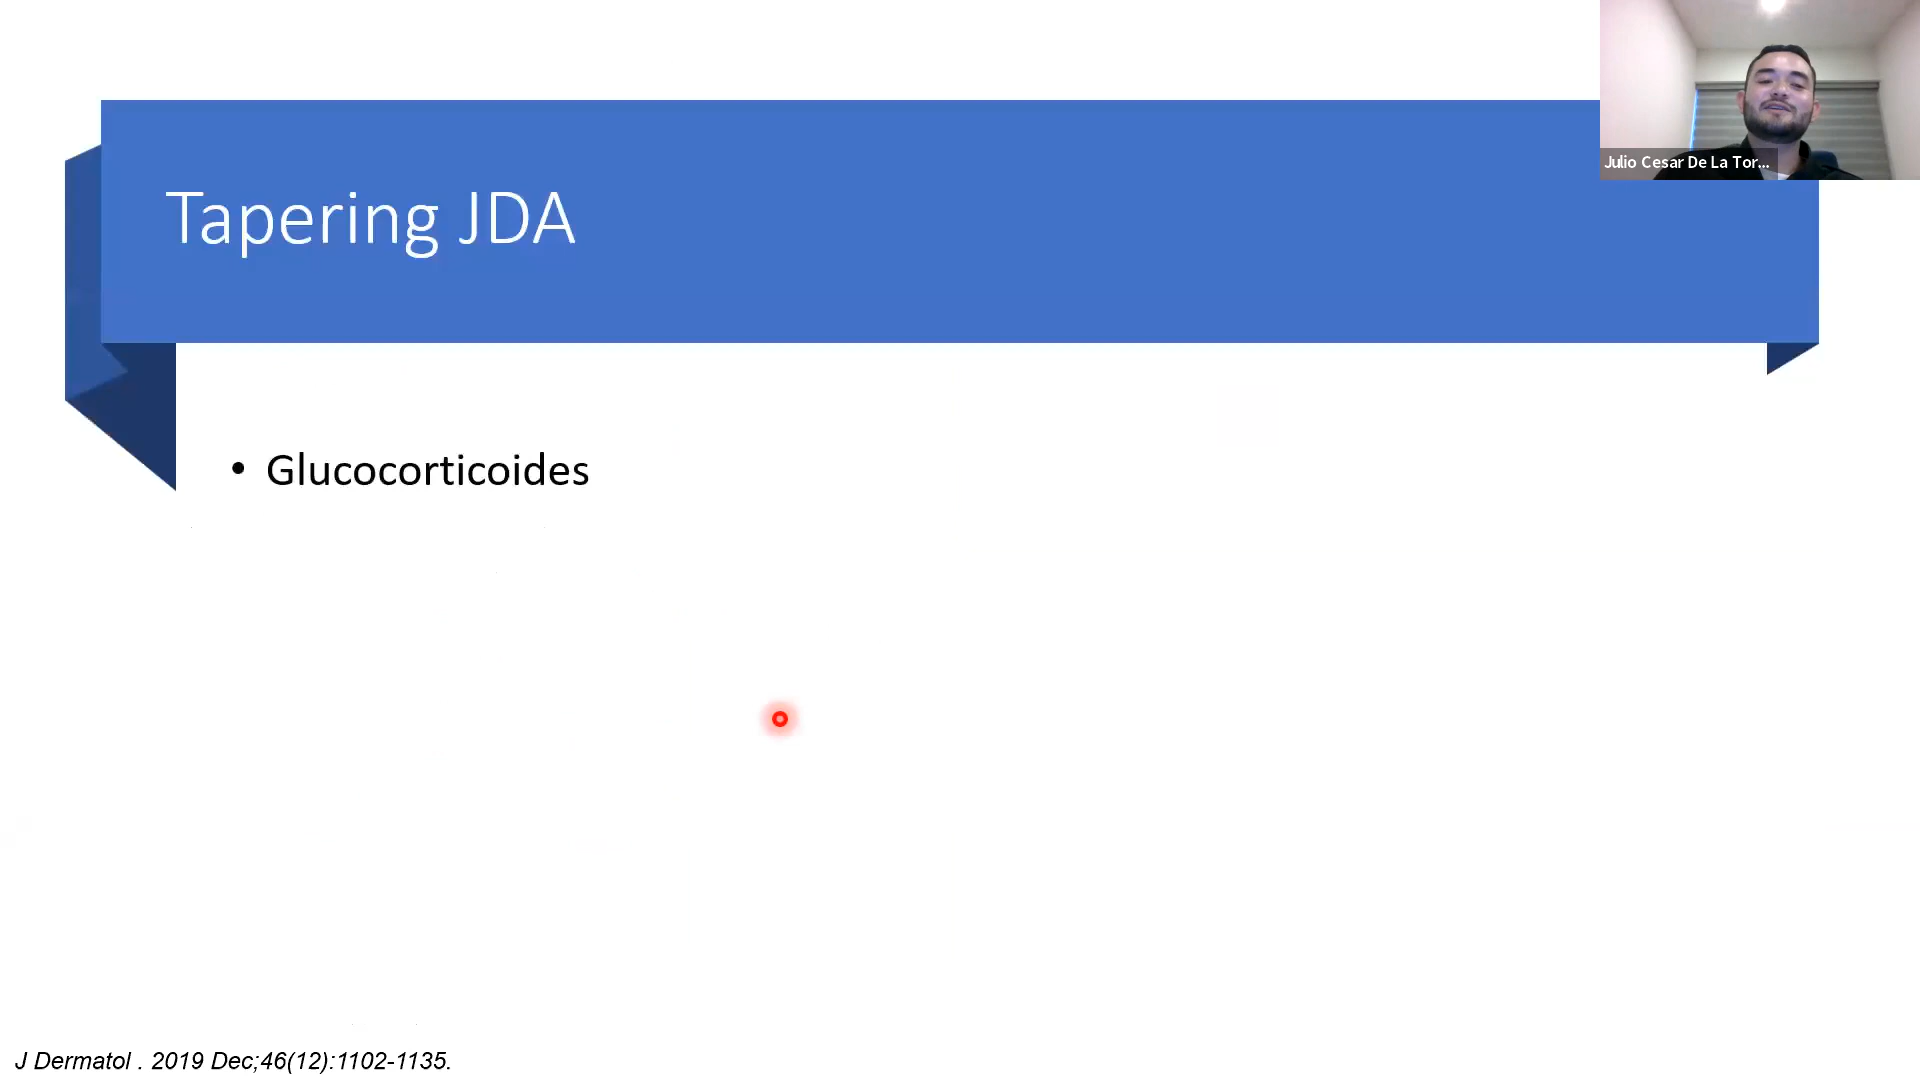 Julio Cesar De La Tor...
Tapering JDA
• Glucocorticoides
J Dermatol . 2019 Dec;46(12):1102-1135.